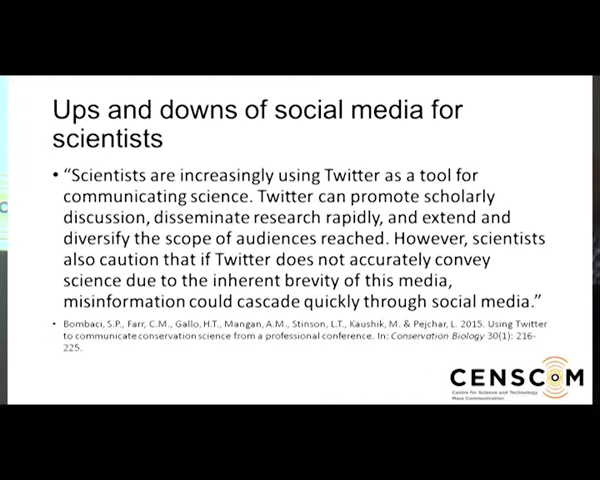 Ups and downs of social media for
scientists
• “Scientists are increasingly using Twitter as a tool for
communicating science. Twitter can promote scholarly
discussion, disseminate research rapidly, and extend and
diversify the scope of audiences reached. However, scientists
also caution that if Twitter does not accurately convey
science due to the inherent brevity of this media,
misinformation could cascade quickly through social media.”
• Bombaci, S.P., Farr, C.M., Gallo, H.T., Mangan, A.M., Stinson, L.T., Kaushik, M. & Pejchar, L. 2015. Using Twitter
to communicate conservation science from a professional conference. In: Conservation Biology 30(1): 216-
225.
CENSCOM
Centre for Science and Technology
Mass Communication